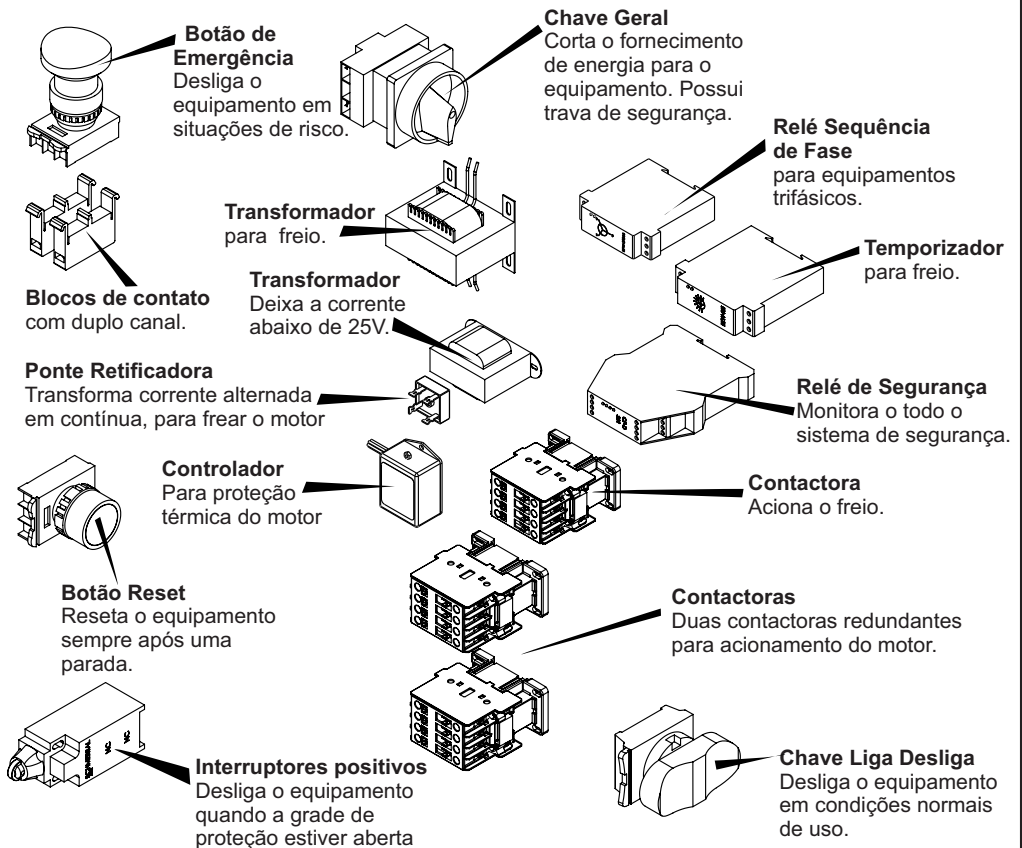 Botão de
Emergência
Desliga o
equipamento em
situações de risco.
Chave Geral
Corta o fornecimento
de energia para o
equipamento. Possui
trava de segurança.
Relé Sequência
de Fase
para equipamentos
trifásicos.
Transformador
para freio.
Temporizador
para freio.
Blocos de contato
com duplo canal.
Transformador
Deixa a corrente
abaixo de 25V.
Ponte Retificadora
Transforma corrente alternada
em contínua, para frear o motor
Relé de Segurança
Monitora o todo o
sistema de segurança.
Controlador
Para proteção
térmica do motor
Contactora
Aciona o freio.
Botão Reset
Reseta o equipamento
sempre após uma
parada.
Contactoras
Duas contactoras redundantes
para acionamento do motor.
NC
NC
Interruptores positivos
Desliga o equipamento
quando a grade de
proteção estiver aberta
Chave Liga Desliga
Desliga o equipamento
em condições normais
de uso.